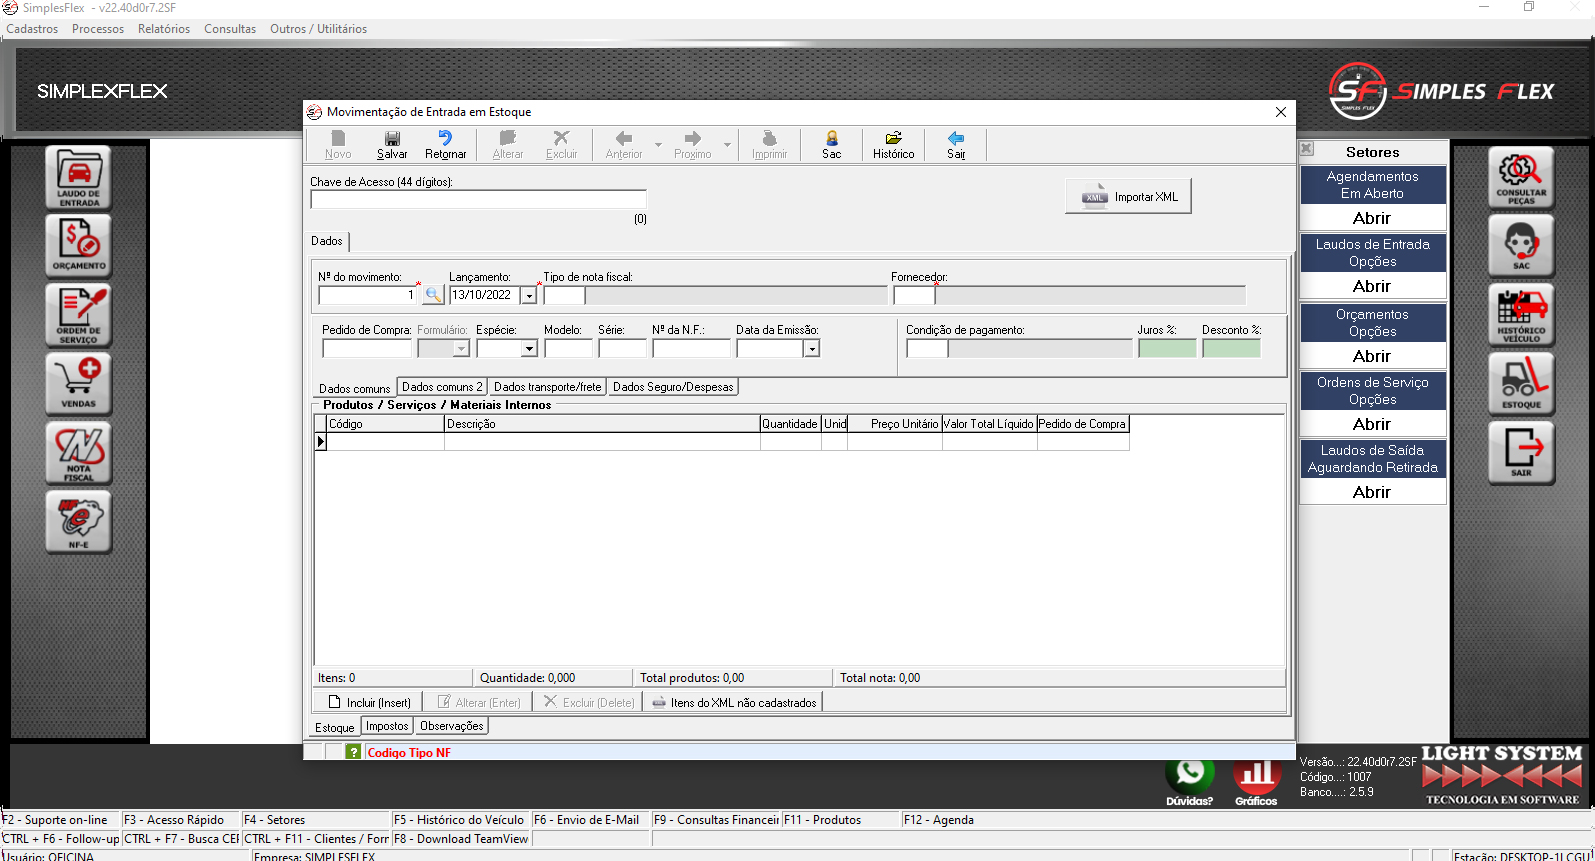 SimplesFlex - v22.40d0r7.2SF
Cadastros Processos Relatórios Consultas Outros / Utilitários
SIMPLEXFLEX
SF SIMPLES FLEX
SIMPLES FLEX
Movimentação de Entrada em Estoque
Novo Salvar Retornar Alterar Excluir Anterior Proximo Imprimir Sac Histórico Sair
Chave de Acesso (44 dígitos):
XML Importar XML
(0)
Dados
Nº do movimento: Lançamento: Tipo de nota fiscal: Fornecedor:
* 1 13/10/2022 * *
Pedido de Compra: Formulário: Espécie: Modelo: Série: Nº da N.F.: Data da Emissão: Condição de pagamento: Juros %: Desconto %:
Dados comuns Dados comuns 2 Dados transporte/frete Dados Seguro/Despesas
Produtos / Serviços / Materiais Internos
Código Descrição Quantidade Unid Preço Unitário Valor Total Líquido Pedido de Compra
Itens: 0 Quantidade: 0,000 Total produtos: 0,00 Total nota: 0,00
Incluir (Insert) Alterar (Enter) Excluir (Delete) Itens do XML não cadastrados
Estoque Impostos Observações
? Codigo Tipo NF
LAUDO DE
ENTRADA
ORÇAMENTO
ORDEM DE
SERVIÇO
VENDAS
NOTA
FISCAL
NF-E
Setores
Agendamentos
Em Aberto
Abrir
Laudos de Entrada
Opções
Abrir
Orçamentos
Opções
Abrir
Ordens de Serviço
Opções
Abrir
Laudos de Saída
Aguardando Retirada
Abrir
CONSULTAR
PEÇAS
SAC
HISTÓRICO
VEÍCULO
ESTOQUE
SAIR
Dúvidas? Gráficos
Versão...: 22.40d0r7.2SF
Código...: 1007
Banco....: 2.5.9
LIGHT SYSTEM
TECNOLOGIA EM SOFTWARE
F2 - Suporte on-line F3 - Acesso Rápido F4 - Setores F5 - Histórico do Veículo F6 - Envio de E-Mail F9 - Consultas Financeir F11 - Produtos F12 - Agenda
CTRL + F6 - Follow-up CTRL + F7 - Busca CEI CTRL + F11 - Clientes / Forr F8 - Download TeamView
Usuário: OFICINA Empresa: SIMPLESFLEX Estação: DESKTOP-1LCGU